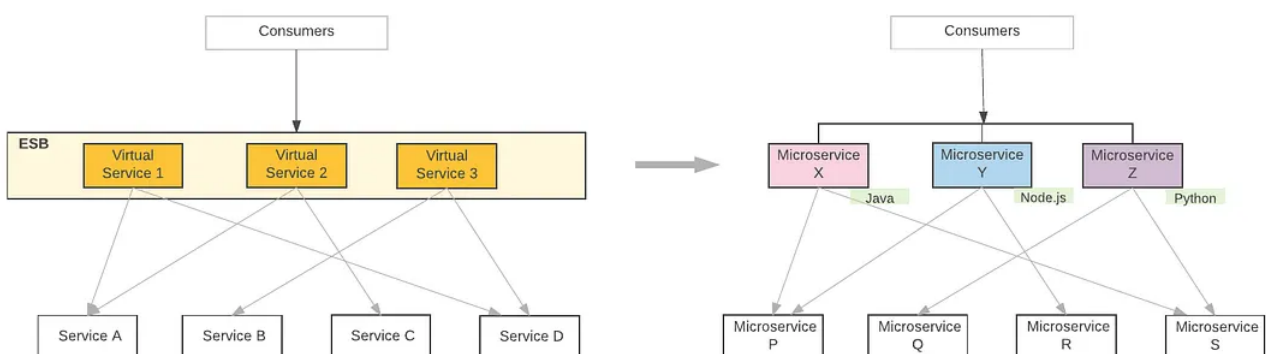 Consumers
ESB
Virtual
Service 1
Virtual
Service 2
Virtual
Service 3
Service A
Service B
Service C
Service D
Consumers
Microservice
X
Java
Microservice
Y
Node.js
Microservice
Z
Python
Microservice
P
Microservice
Q
Microservice
R
Microservice
S